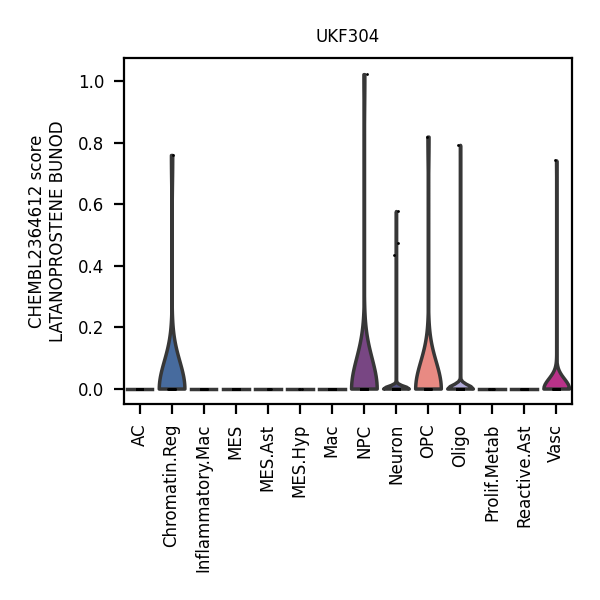 UKF304
CHEMBL2364612 score
LATANOPROSTENE BUNOD
1.0
0.8
0.6
0.4
0.2
0.0
AC
Chromatin.Reg
Inflammatory.Mac
MES
MES.Ast
MES.Hyp
Mac
NPC
Neuron
OPC
Oligo
Prolif.Metab
Reactive.Ast
Vasc